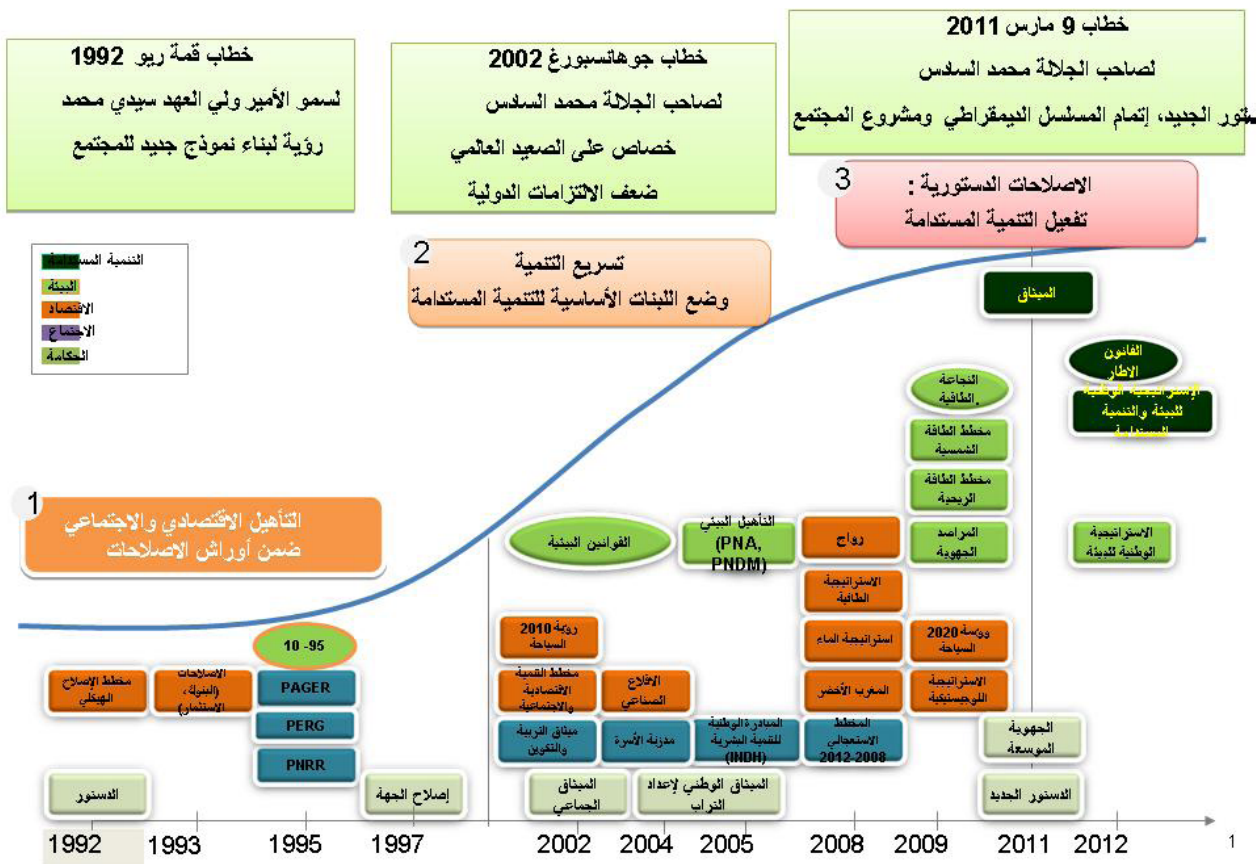 خطاب 9 مارس 2011
لصاحب الجلالة محمد السادس
ستور الجديد، إتمام المسلسل الديمقراطي ومشروع المجتمع
خطاب جوهانسبورغ 2002
لصاحب الجلالة محمد السادس
خصاص على الصعيد العالمي
ضعف الالتزامات الدولية
خطاب قمة ريو 1992
لسمو الأمير ولي العهد سيدي محمد
رؤية لبناء نموذج جديد للمجتمع
3
الاصلاحات الدستورية :
تفعيل التنمية المستدامة
2
تسريع التنمية
وضع اللبنات الأساسية للتنمية المستدامة
1
التأهيل الاقتصادي والاجتماعي
ضمن أوراش الاصلاحات
التنمية المستدامة
البيئة
الاقتصاد
الاجتماع
الحكامة
الميثاق
القانون
الاطار
الإستراتيجية الوطنية
للبيئة والتنمية
المستدامة
الاستراتيجية
الوطنية للبيئة
النجاعة
الطاقية.
مخطط الطاقة
الشمسية
مخطط الطاقة
الريحية
المراصد
الجهوية
2020
السياحة
الاستراتيجية
اللوجستيكية
الجهوية
الموسعة
الدستور الجديد
رواج
الاستراتيجية
الطاقية
استراتيجية الماء
المغرب الأخضر
المخطط
الاستعجالي
2012-2008
التأهيل البيئي
(PNA,
PNDM)
القوانين البيئية
رؤية 2010
السياحة
مخطط القمية
الاقتصادية
والاجتماعية
الاقلاع
الصناعي
ميثاق التربية
والتكوين
مدونة الأسرة
المبادرة الوطنية
للقمية البشرية
(INDH)
الميثاق
الجماعي
الميثاق الوطني لإعداد
التراب
10 -95
PAGER
PERG
PNRR
مخطط الإصلاح
الهيكلي
الاصلاحات
(البنوك،
الاستثمار)
الدستور
إصلاح الجهة
1992 1993 1995 1997 2002 2004 2005 2008 2009 2011 2012
1